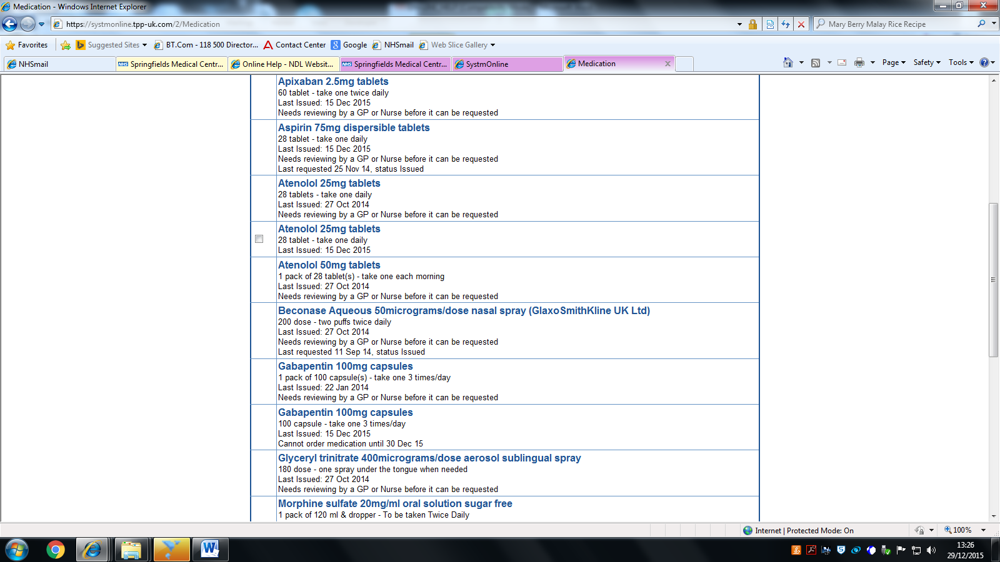 Medication - Windows Internet Explorer
https://systmonline.tpp-uk.com/2/Medication
Mary Berry Malay Rice Recipe
Favorites
Suggested Sites
BT.Com - 118 500 Director...
Contact Center
Google
NHSmail
Web Slice Gallery
NHSmail
NHS Springfields Medical Centr...
Online Help - NDL Websit...
NHS Springfields Medical Centr...
SystmOnline
Medication
Page
Safety
Tools
Apixaban 2.5mg tablets
60 tablet - take one twice daily
Last Issued: 15 Dec 2015
Needs reviewing by a GP or Nurse before it can be requested
Aspirin 75mg dispersible tablets
28 tablet - take one daily
Last Issued: 15 Dec 2015
Needs reviewing by a GP or Nurse before it can be requested
Last requested 25 Nov 14, status Issued
Atenolol 25mg tablets
28 tablets - take one daily
Last Issued: 27 Oct 2014
Needs reviewing by a GP or Nurse before it can be requested
Atenolol 25mg tablets
28 tablet - take one daily
Last Issued: 15 Dec 2015
Atenolol 50mg tablets
1 pack of 28 tablet(s) - take one each morning
Last Issued: 27 Oct 2014
Needs reviewing by a GP or Nurse before it can be requested
Beconase Aqueous 50micrograms/dose nasal spray (GlaxoSmithKline UK Ltd)
200 dose - two puffs twice daily
Last Issued: 27 Oct 2014
Needs reviewing by a GP or Nurse before it can be requested
Last requested 11 Sep 14, status Issued
Gabapentin 100mg capsules
1 pack of 100 capsule(s) - take one 3 times/day
Last Issued: 22 Jan 2014
Needs reviewing by a GP or Nurse before it can be requested
Gabapentin 100mg capsules
100 capsule - take one 3 times/day
Last Issued: 15 Dec 2015
Cannot order medication until 30 Dec 15
Glyceryl trinitrate 400micrograms/dose aerosol sublingual spray
180 dose - one spray under the tongue when needed
Last Issued: 27 Oct 2014
Needs reviewing by a GP or Nurse before it can be requested
Morphine sulfate 20mg/ml oral solution sugar free
1 pack of 120 ml & dropper - To be taken Twice Daily
Internet | Protected Mode: On
100%
13:26
29/12/2015